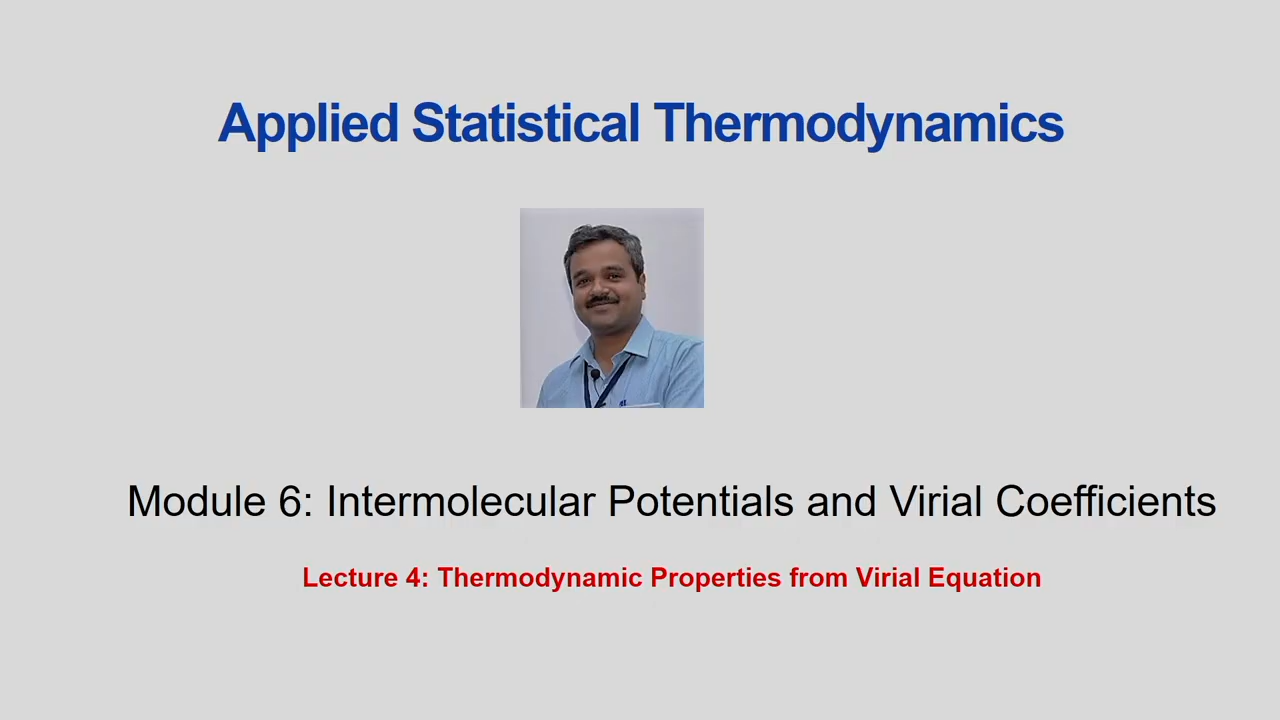 Applied Statistical Thermodynamics
Module 6: Intermolecular Potentials and Virial Coefficients
Lecture 4: Thermodynamic Properties from Virial Equation